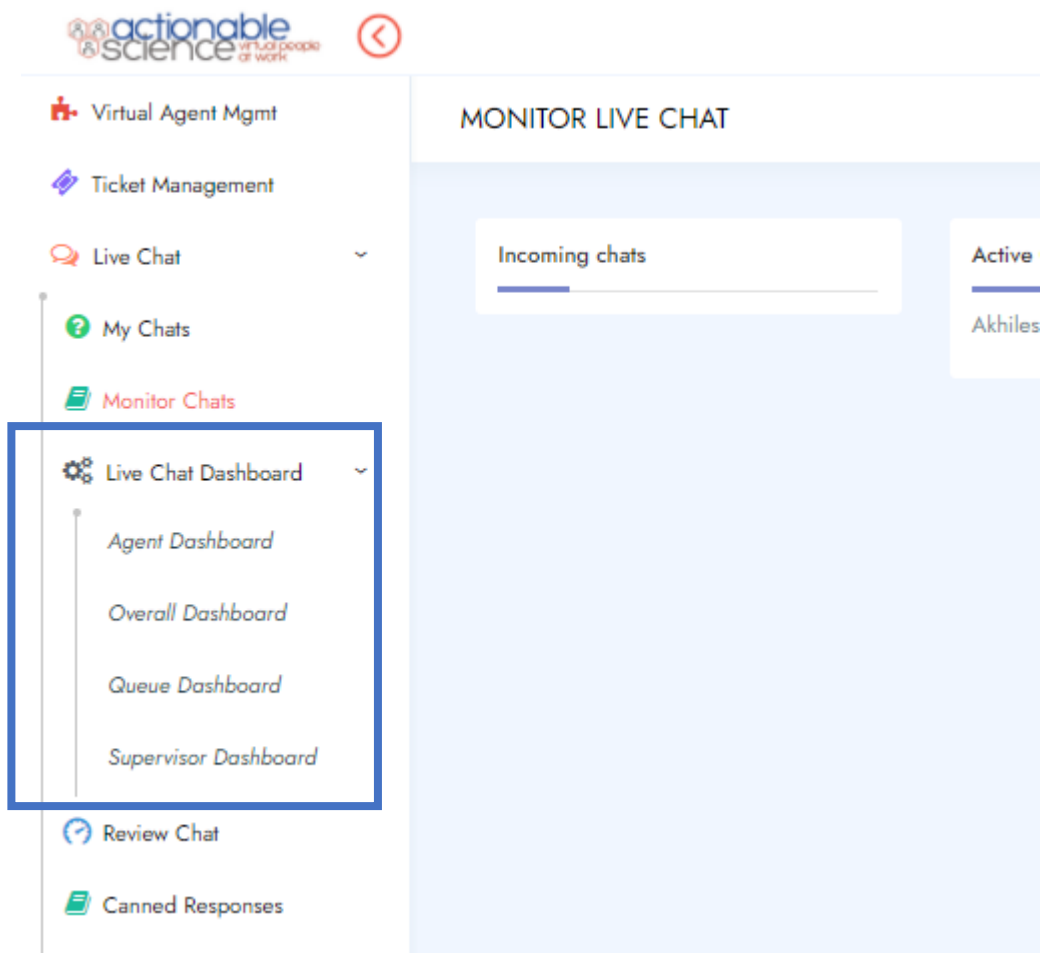 actionable
science virtual people
at work
Virtual Agent Mgmt
Ticket Management
Live Chat
My Chats
Monitor Chats
Live Chat Dashboard
Agent Dashboard
Overall Dashboard
Queue Dashboard
Supervisor Dashboard
Review Chat
Canned Responses
MONITOR LIVE CHAT
Incoming chats
Active
Akhiles